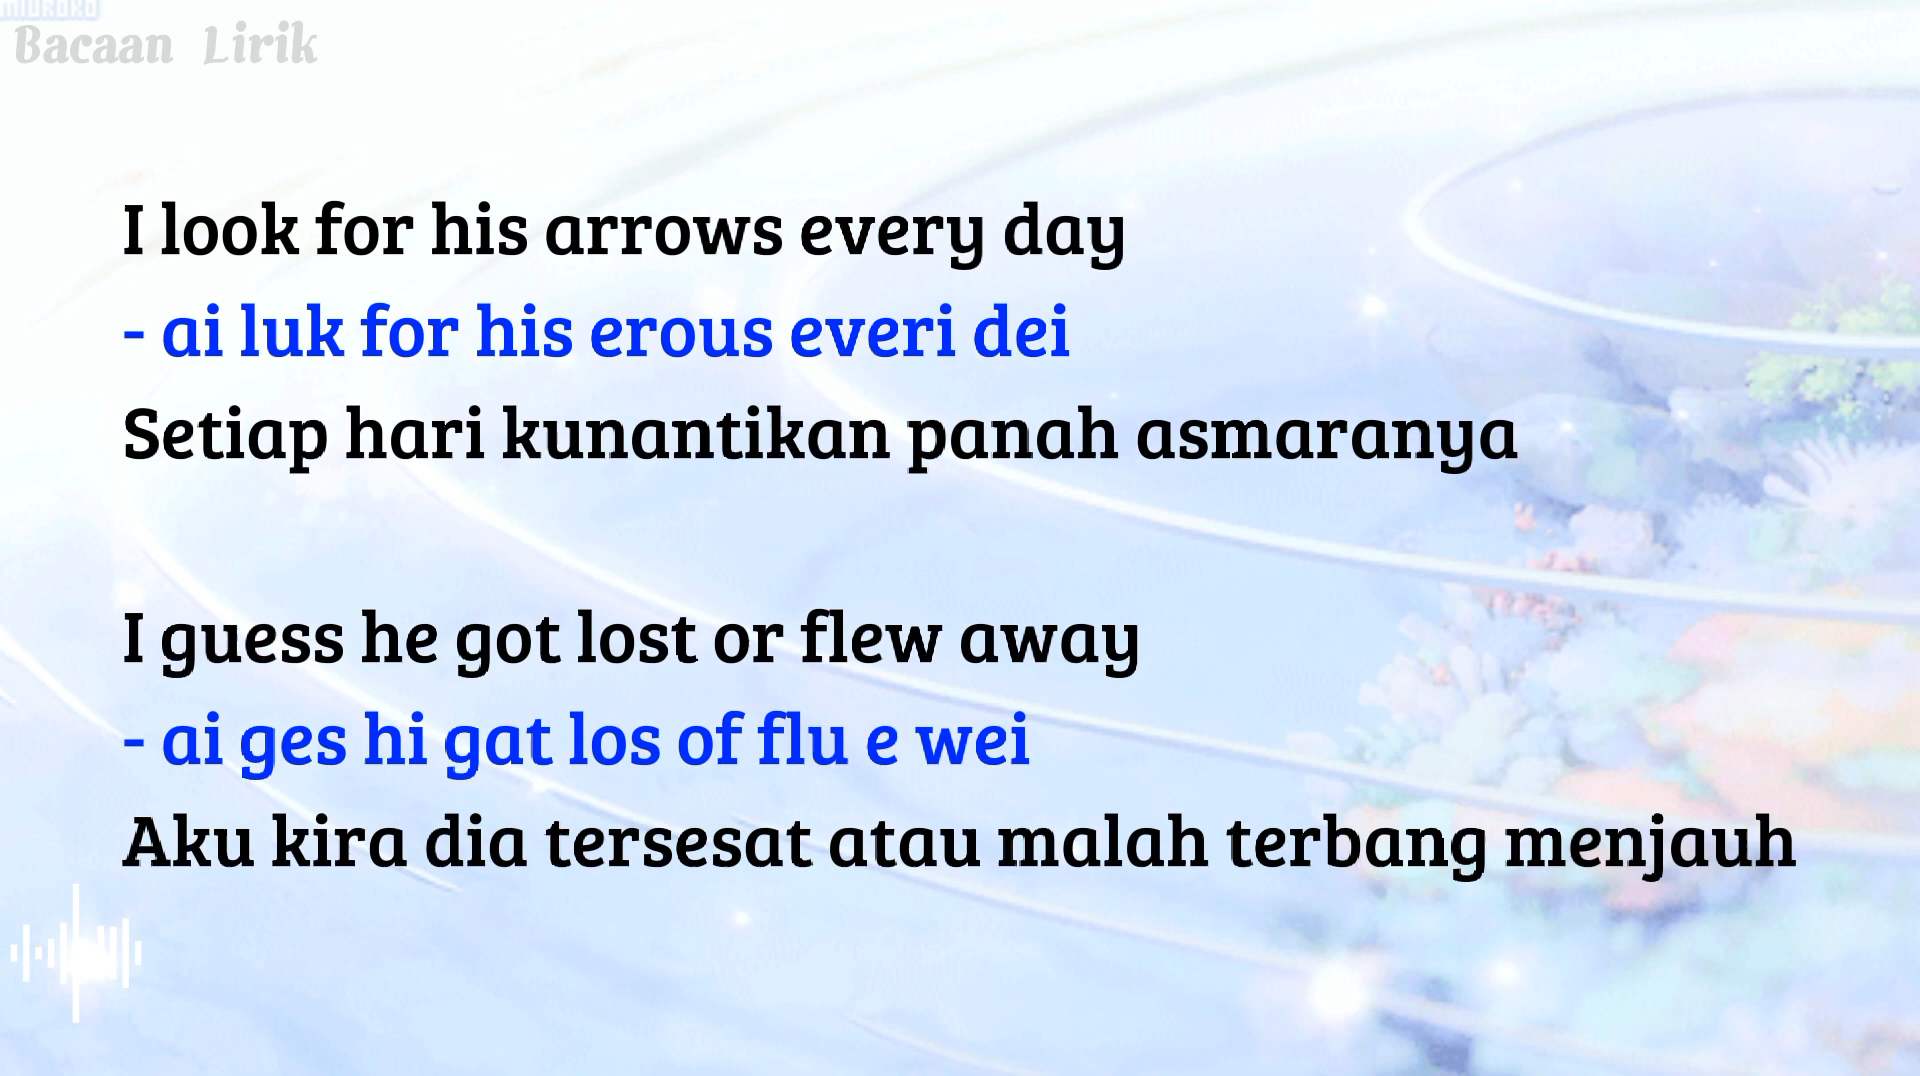 MIUROKO
Bacaan Lirik
I look for his arrows every day
- ai luk for his erous everi dei
Setiap hari kunantikan panah asmaranya
I guess he got lost or flew away
- ai ges hi gat los of flu e wei
Aku kira dia tersesat atau malah terbang menjauh